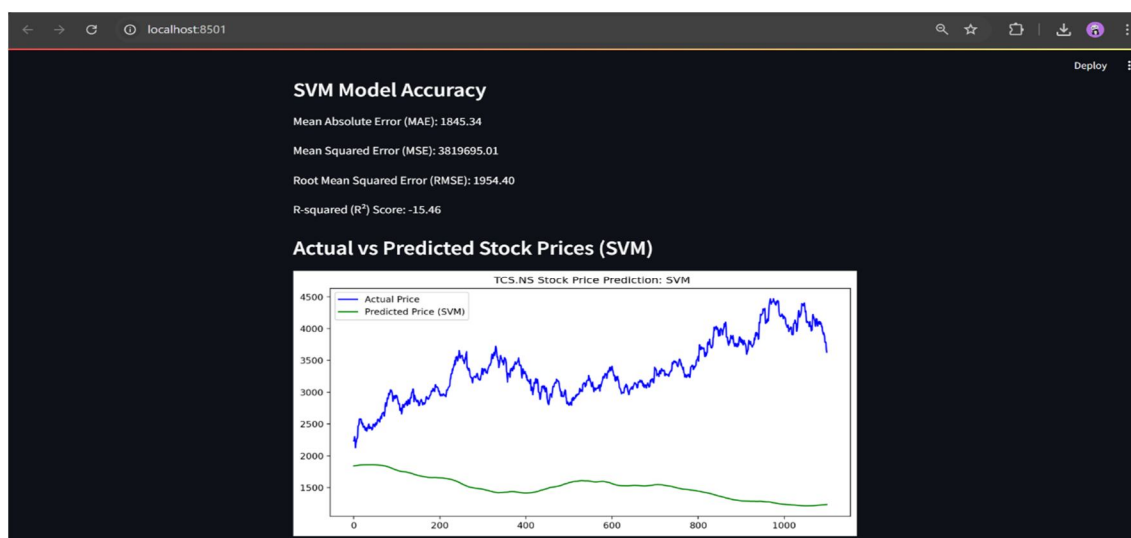 localhost:8501
Deploy
SVM Model Accuracy
Mean Absolute Error (MAE): 1845.34
Mean Squared Error (MSE): 3819695.01
Root Mean Squared Error (RMSE): 1954.40
R-squared (R²) Score: -15.46
Actual vs Predicted Stock Prices (SVM)
TCS.NS Stock Price Prediction: SVM
Actual Price
Predicted Price (SVM)
4500
4000
3500
3000
2500
2000
1500
0 200 400 600 800 1000